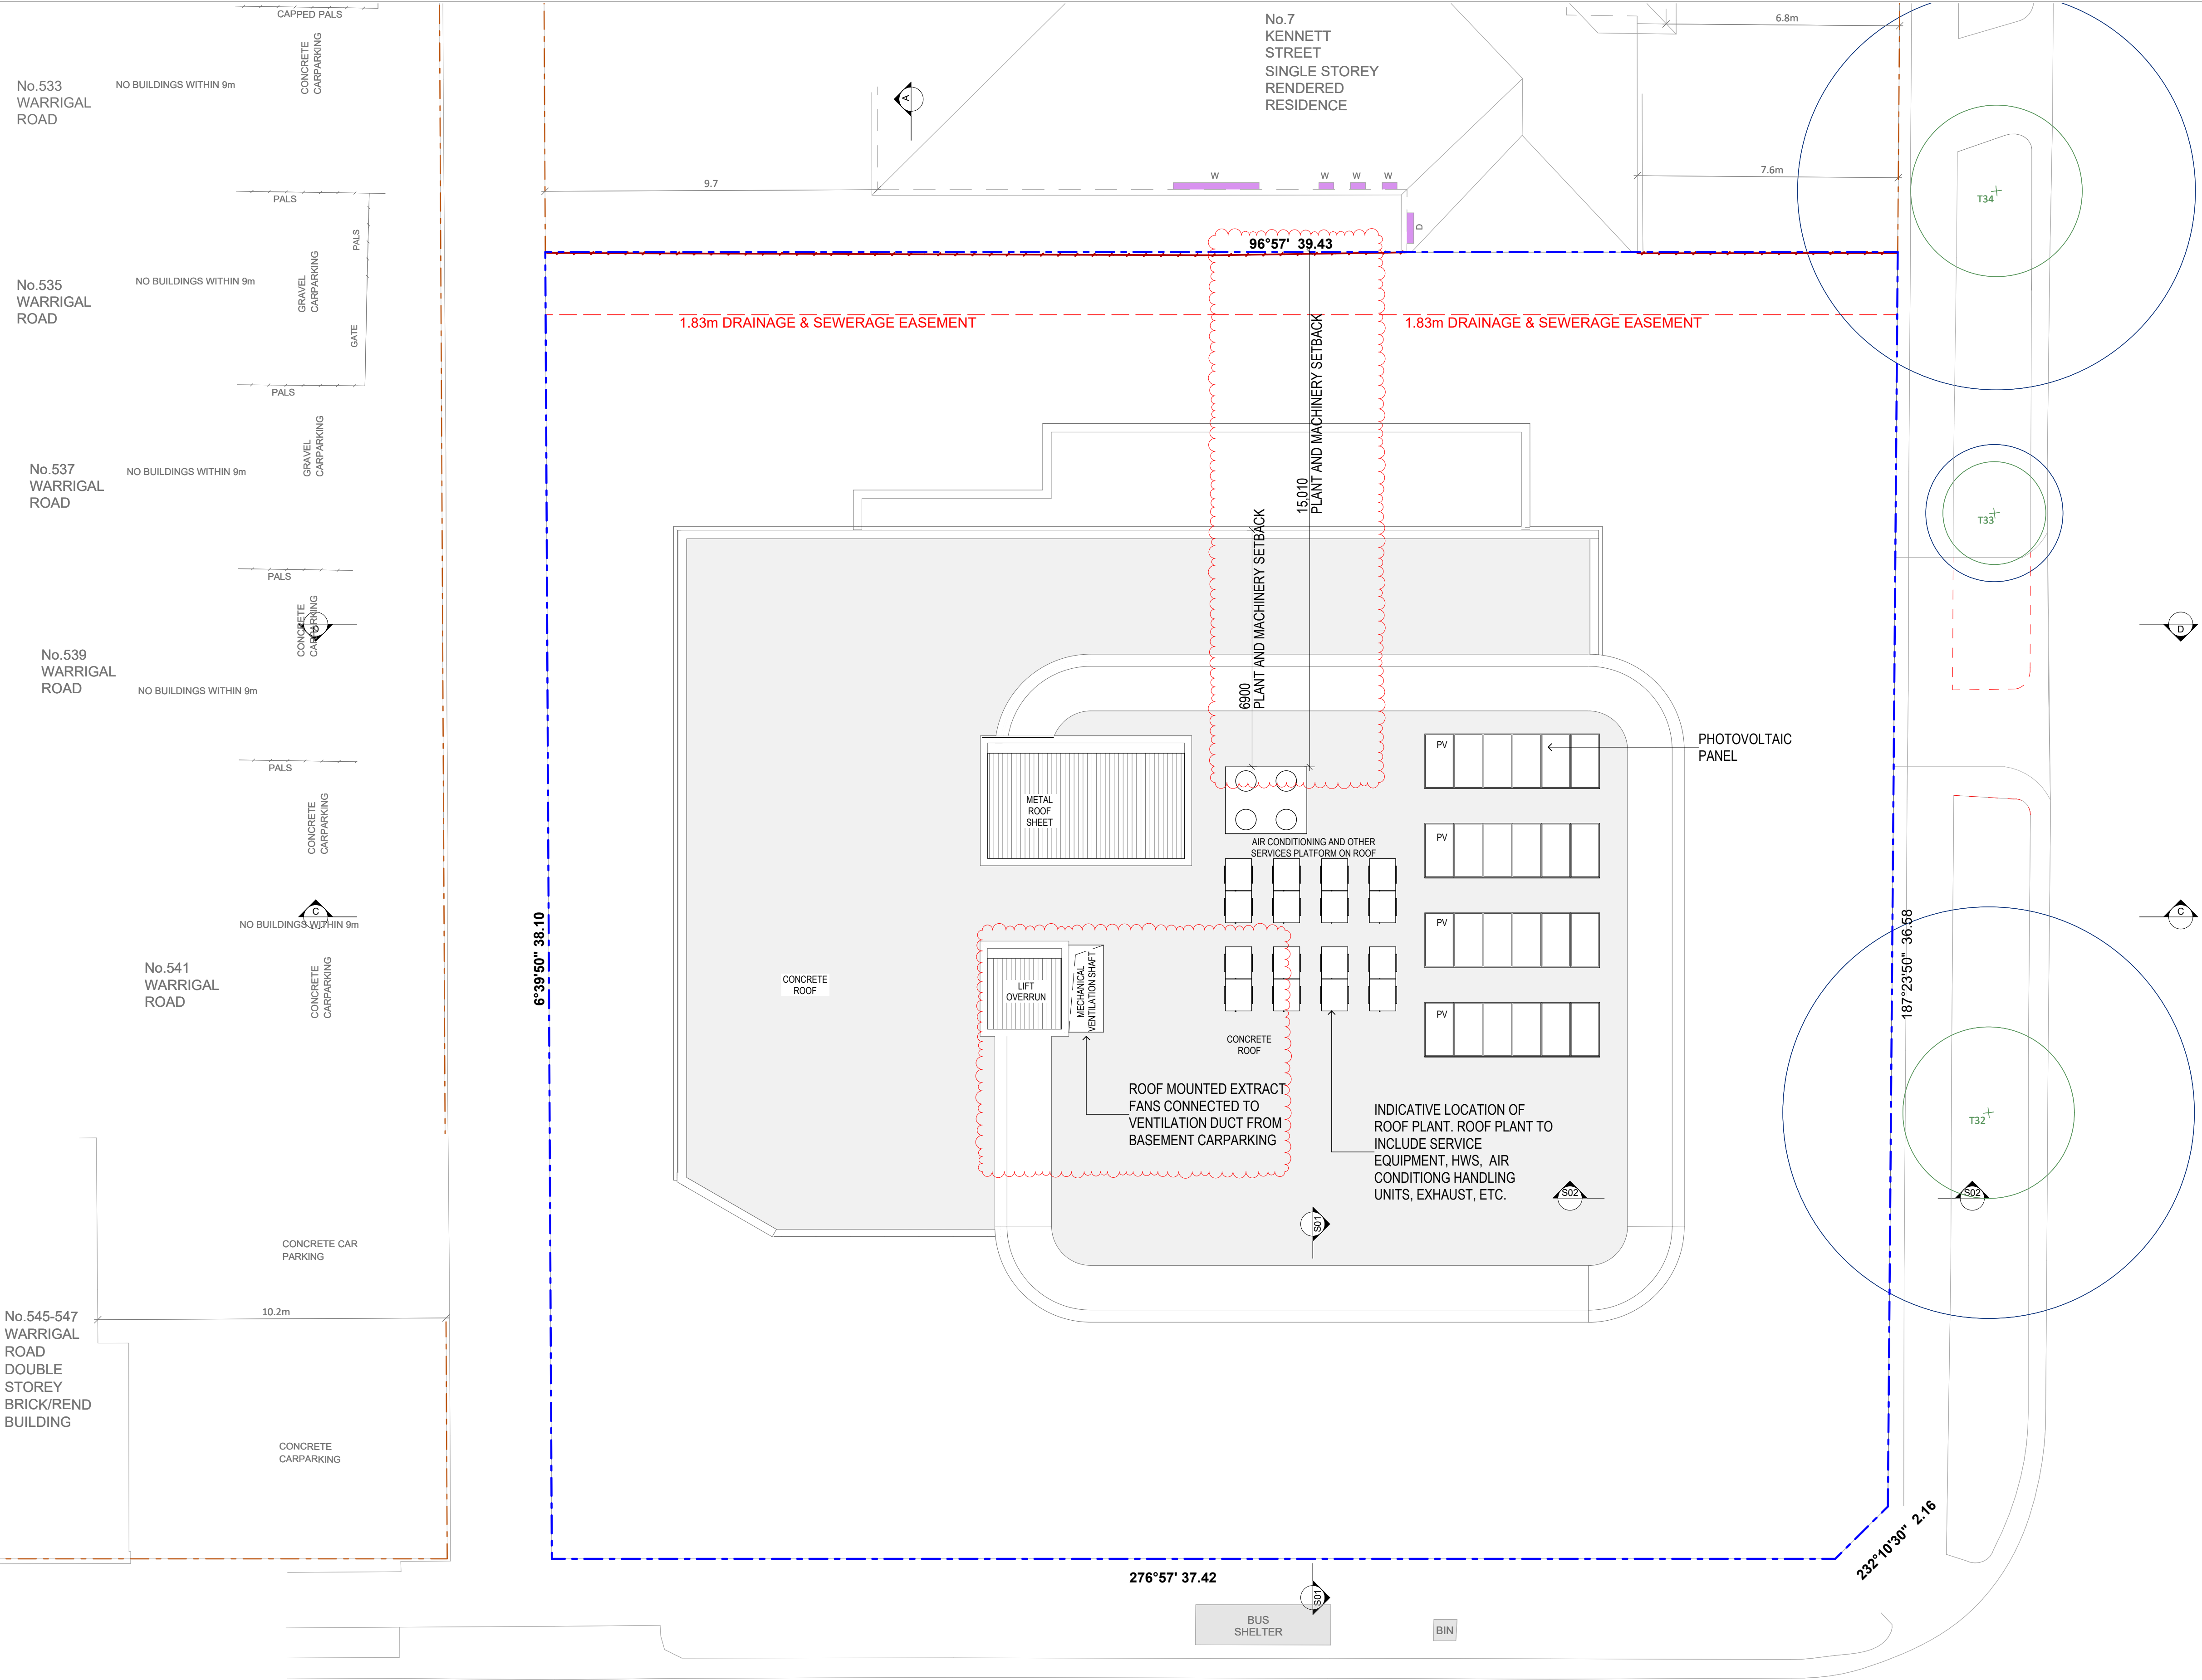 CAPPED PALS
CONCRETE
CARPARKING
No.533
WARRIGAL
ROAD
NO BUILDINGS WITHIN 9m
PALS
No.7
KENNETT
STREET
SINGLE STOREY
RENDERED
RESIDENCE
A
6.8m
9.7
7.6m
W
W
W
W
D
T34
96°57' 39.43
PALS
GRAVEL
CARPARKING
GATE
No.535
WARRIGAL
ROAD
NO BUILDINGS WITHIN 9m
PALS
1.83m DRAINAGE & SEWERAGE EASEMENT
1.83m DRAINAGE & SEWERAGE EASEMENT
15,010
PLANT AND MACHINERY SETBACK
6900
PLANT AND MACHINERY SETBACK
GRAVEL
CARPARKING
No.537
WARRIGAL
ROAD
NO BUILDINGS WITHIN 9m
T33
PALS
CONCRETE
CARPARKING
D
D
No.539
WARRIGAL
ROAD
NO BUILDINGS WITHIN 9m
PALS
CONCRETE
CARPARKING
PHOTOVOLTAIC
PANEL
PV
PV
PV
PV
METAL
ROOF
SHEET
AIR CONDITIONING AND OTHER
SERVICES PLATFORM ON ROOF
C
C
NO BUILDINGS WITHIN 9m
No.541
WARRIGAL
ROAD
CONCRETE
CARPARKING
6°39'50" 38.10
187°23'50" 36.58
CONCRETE
ROOF
LIFT
OVERRUN
MECHANICAL
VENTILATION SHAFT
CONCRETE
ROOF
ROOF MOUNTED EXTRACT
FANS CONNECTED TO
VENTILATION DUCT FROM
BASEMENT CARPARKING
INDICATIVE LOCATION OF
ROOF PLANT. ROOF PLANT TO
INCLUDE SERVICE
EQUIPMENT, HWS, AIR
CONDITIONG HANDLING
UNITS, EXHAUST, ETC.
T32
S02
S02
S01
CONCRETE CAR
PARKING
10.2m
No.545-547
WARRIGAL
ROAD
DOUBLE
STOREY
BRICK/REND
BUILDING
CONCRETE
CARPARKING
232°10'30" 2.16
276°57' 37.42
S01
BUS
SHELTER
BIN